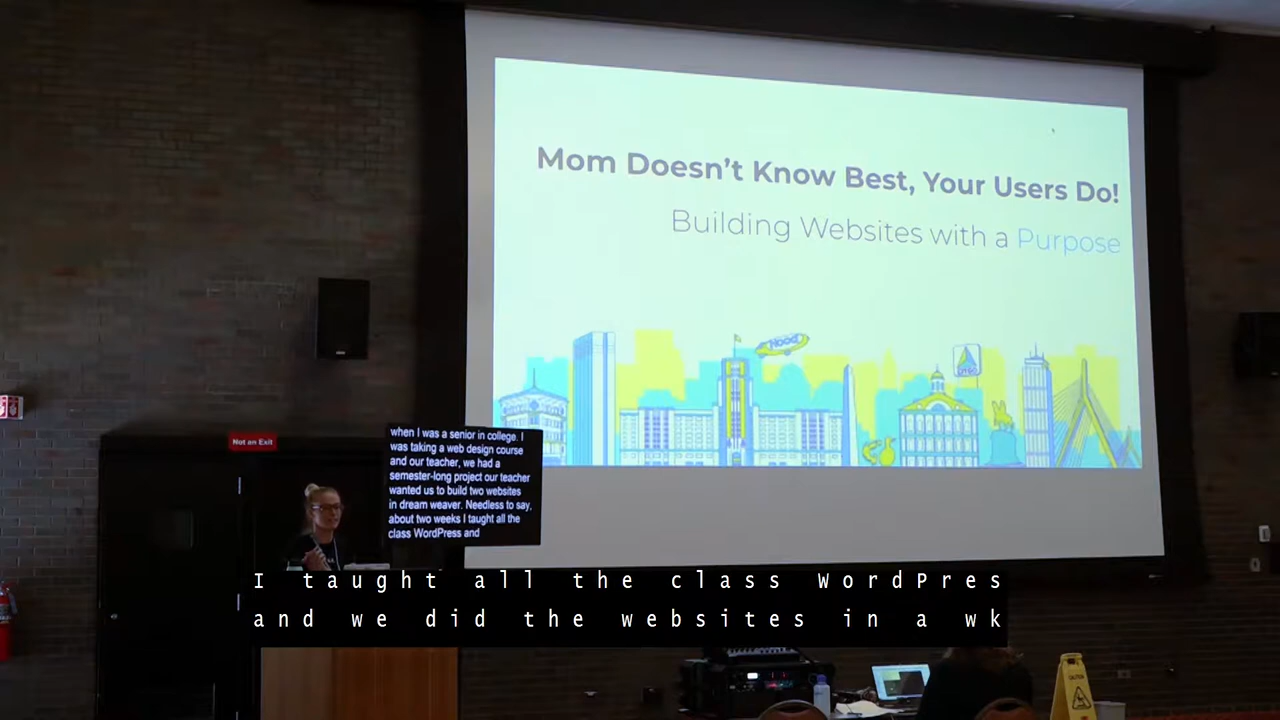 Mom Doesn't Know Best, Your Users Do!
Building Websites with a Purpose
Hood
CITGO
Not an Exit
when I was a senior in college. I
was taking a web design course
and our teacher, we had a
semester-long project our teacher
wanted us to build two websites
in dream weaver. Needless to say,
about two weeks I taught all the
class WordPress and
I taught all the class WordPres
and we did the websites in a wk
CAUTION